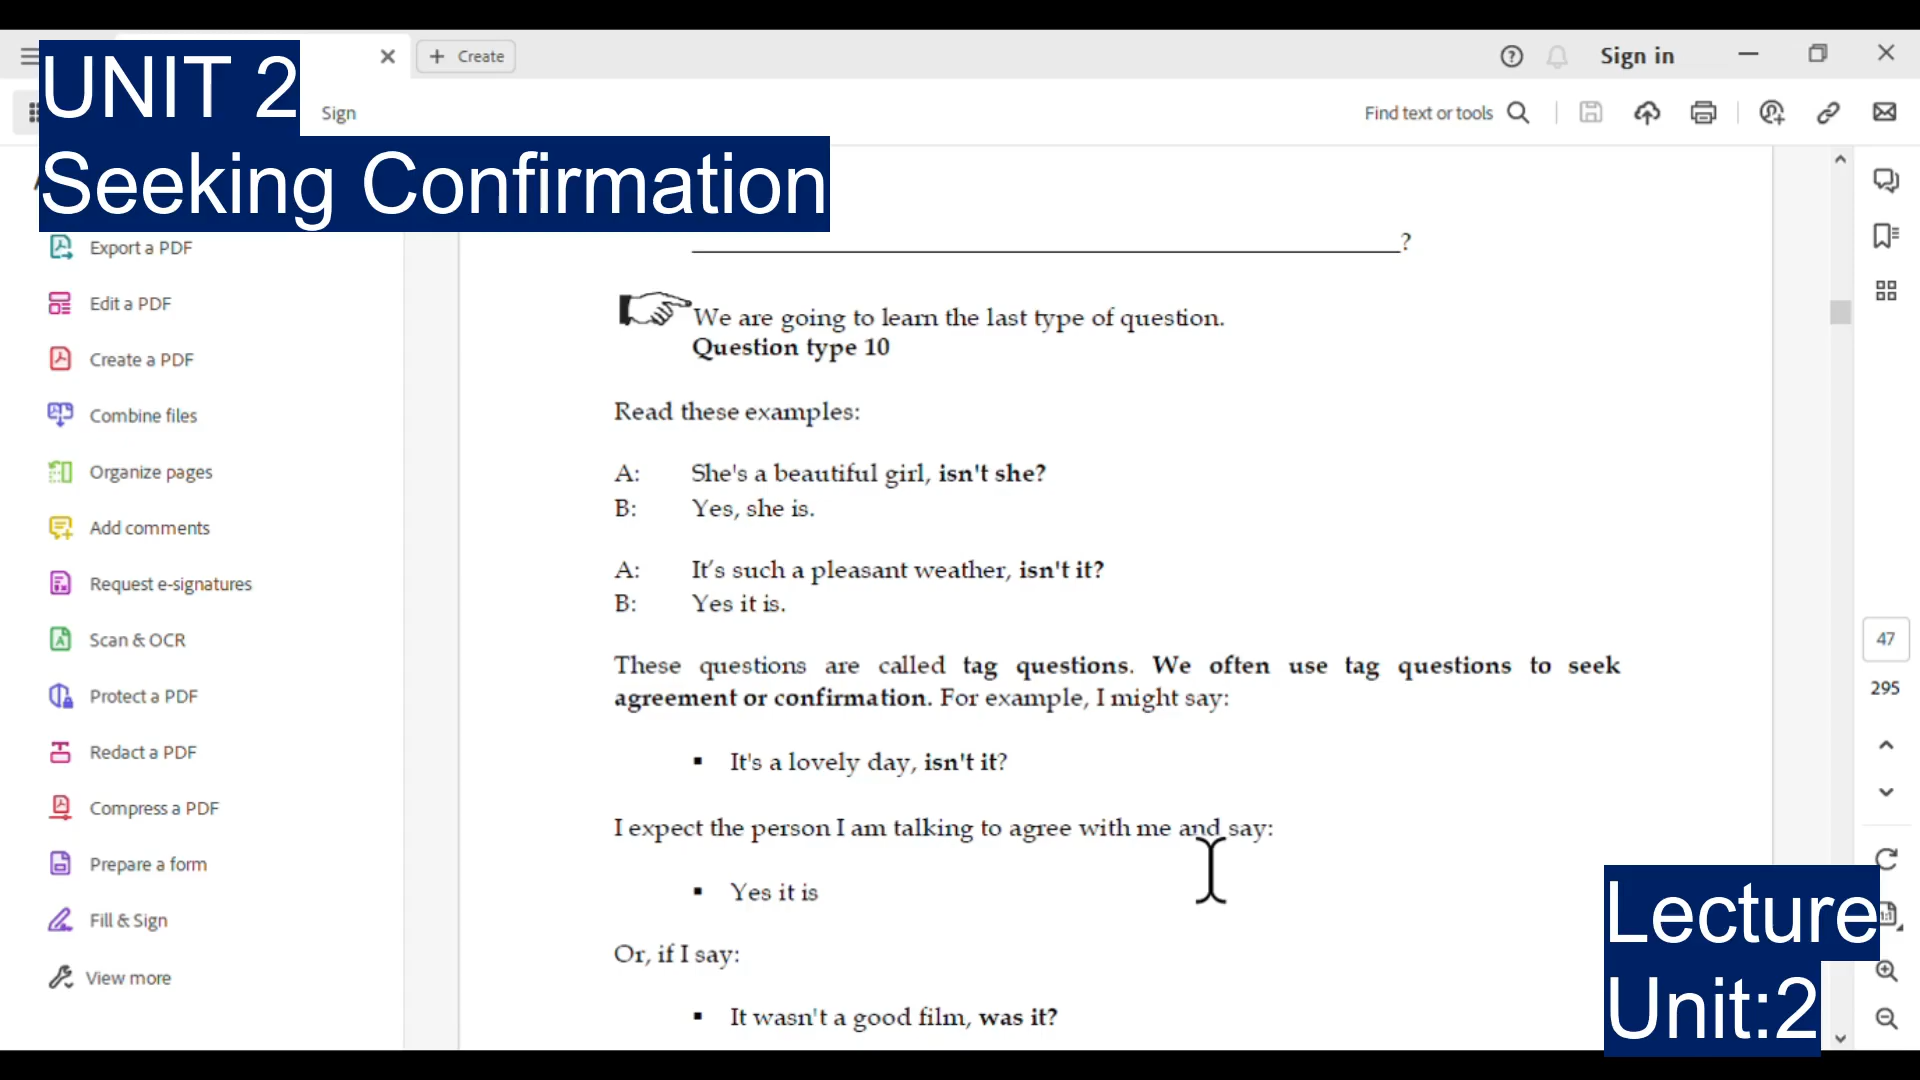 UNIT 2
Seeking Confirmation
Create
Sign in
Sign
Find text or tools
Export a PDF
Edit a PDF
Create a PDF
Combine files
Organize pages
Add comments
Request e-signatures
Scan & OCR
Protect a PDF
Redact a PDF
Compress a PDF
Prepare a form
Fill & Sign
View more
?
We are going to learn the last type of question.
Question type 10
Read these examples:
A: She's a beautiful girl, isn't she?
B: Yes, she is.
A: It's such a pleasant weather, isn't it?
B: Yes it is.
These questions are called tag questions. We often use tag questions to seek
agreement or confirmation. For example, I might say:
▪ It's a lovely day, isn't it?
I expect the person I am talking to agree with me and say:
▪ Yes it is
Or, if I say:
▪ It wasn't a good film, was it?
47
295
Lecture
Unit:2